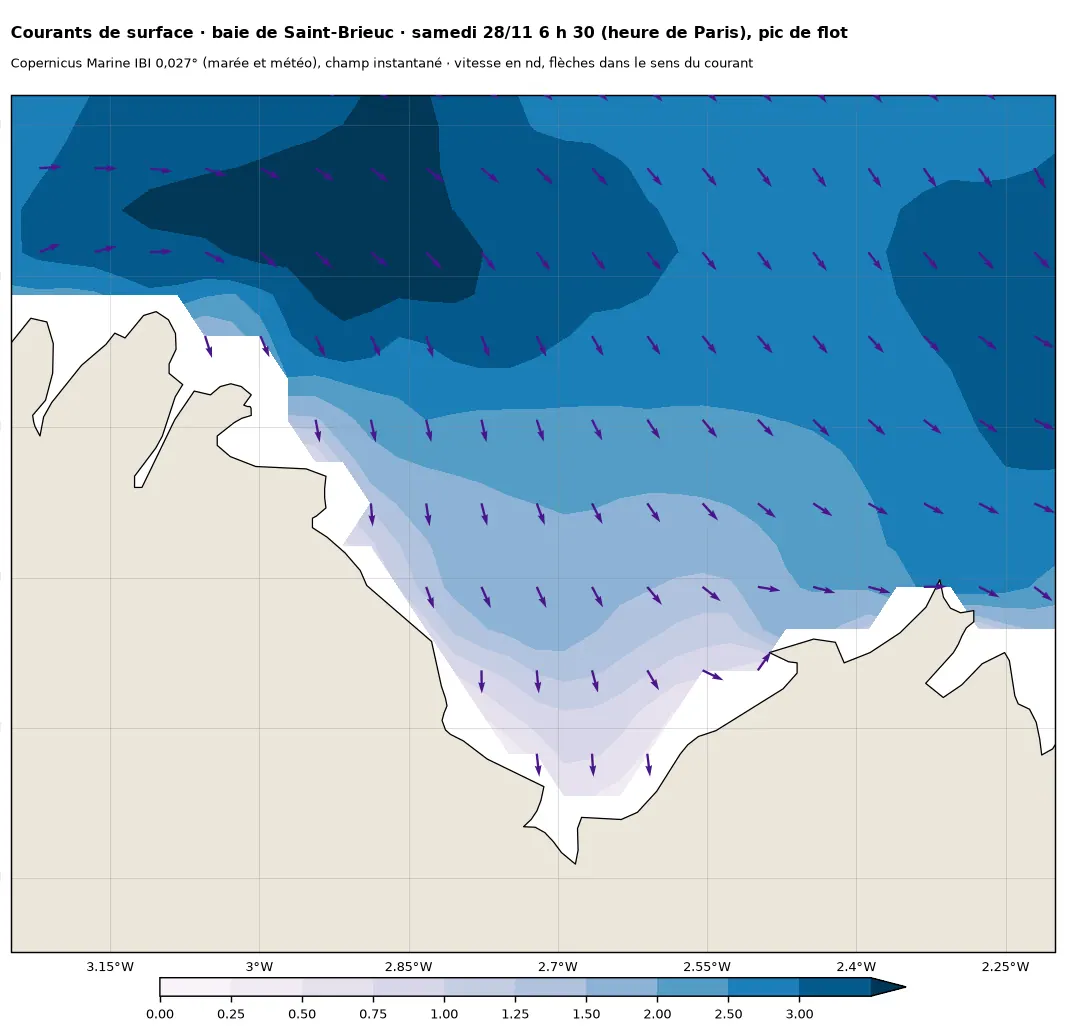 Courants de surface · baie de Saint-Brieuc · samedi 28/11 6 h 30 (heure de Paris), pic de flot
Copernicus Marine IBI 0,027° (marée et météo), champ instantané · vitesse en nd, flèches dans le sens du courant
3.15°W 3°W 2.85°W 2.7°W 2.55°W 2.4°W 2.25°W
0.00 0.25 0.50 0.75 1.00 1.25 1.50 2.00 2.50 3.00